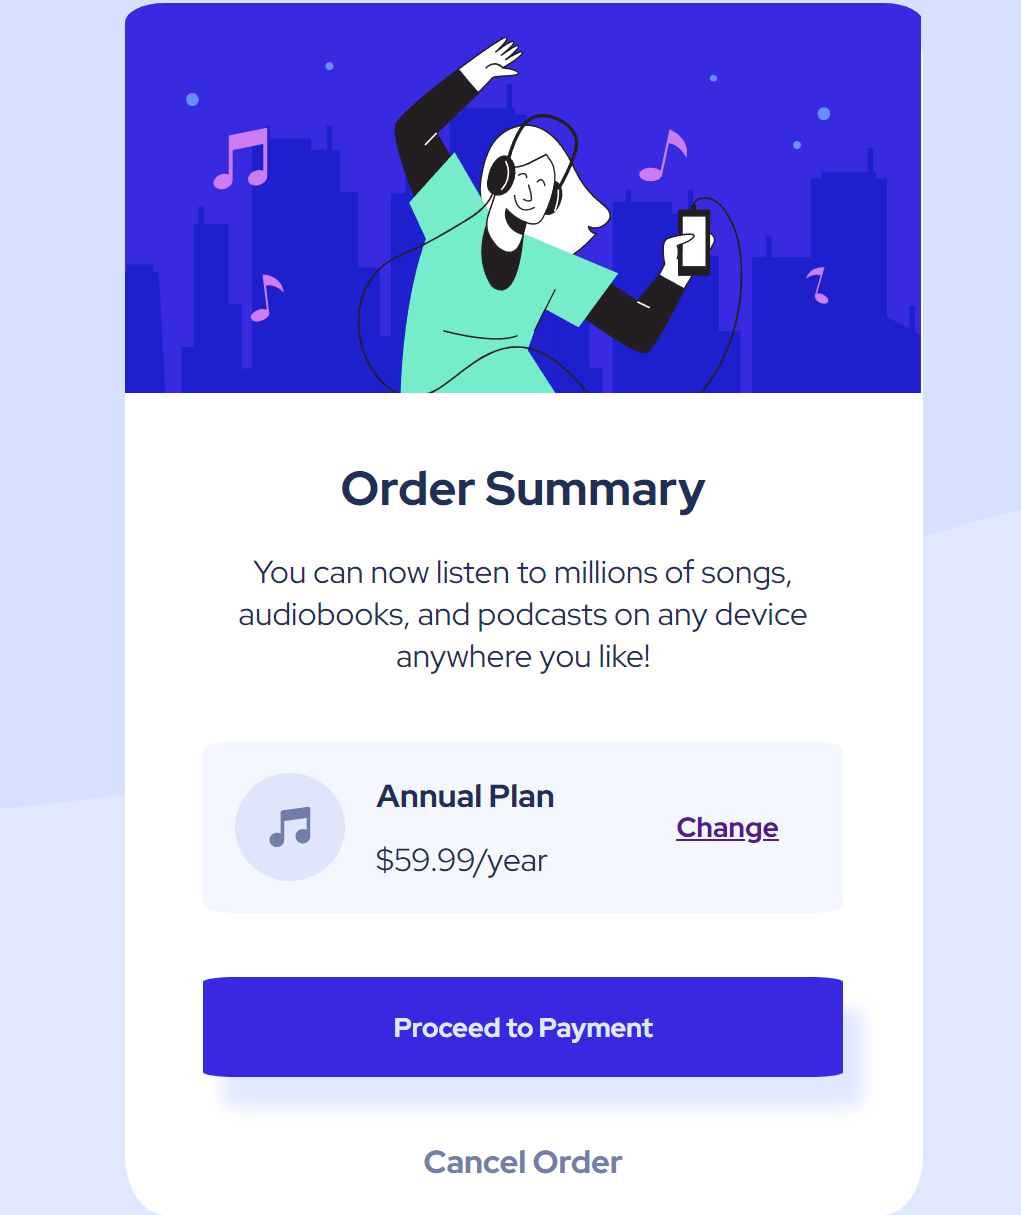 Order Summary
You can now listen to millions of songs,
audiobooks, and podcasts on any device
anywhere you like!
Annual Plan
$59.99/year
Change
Proceed to Payment
Cancel Order